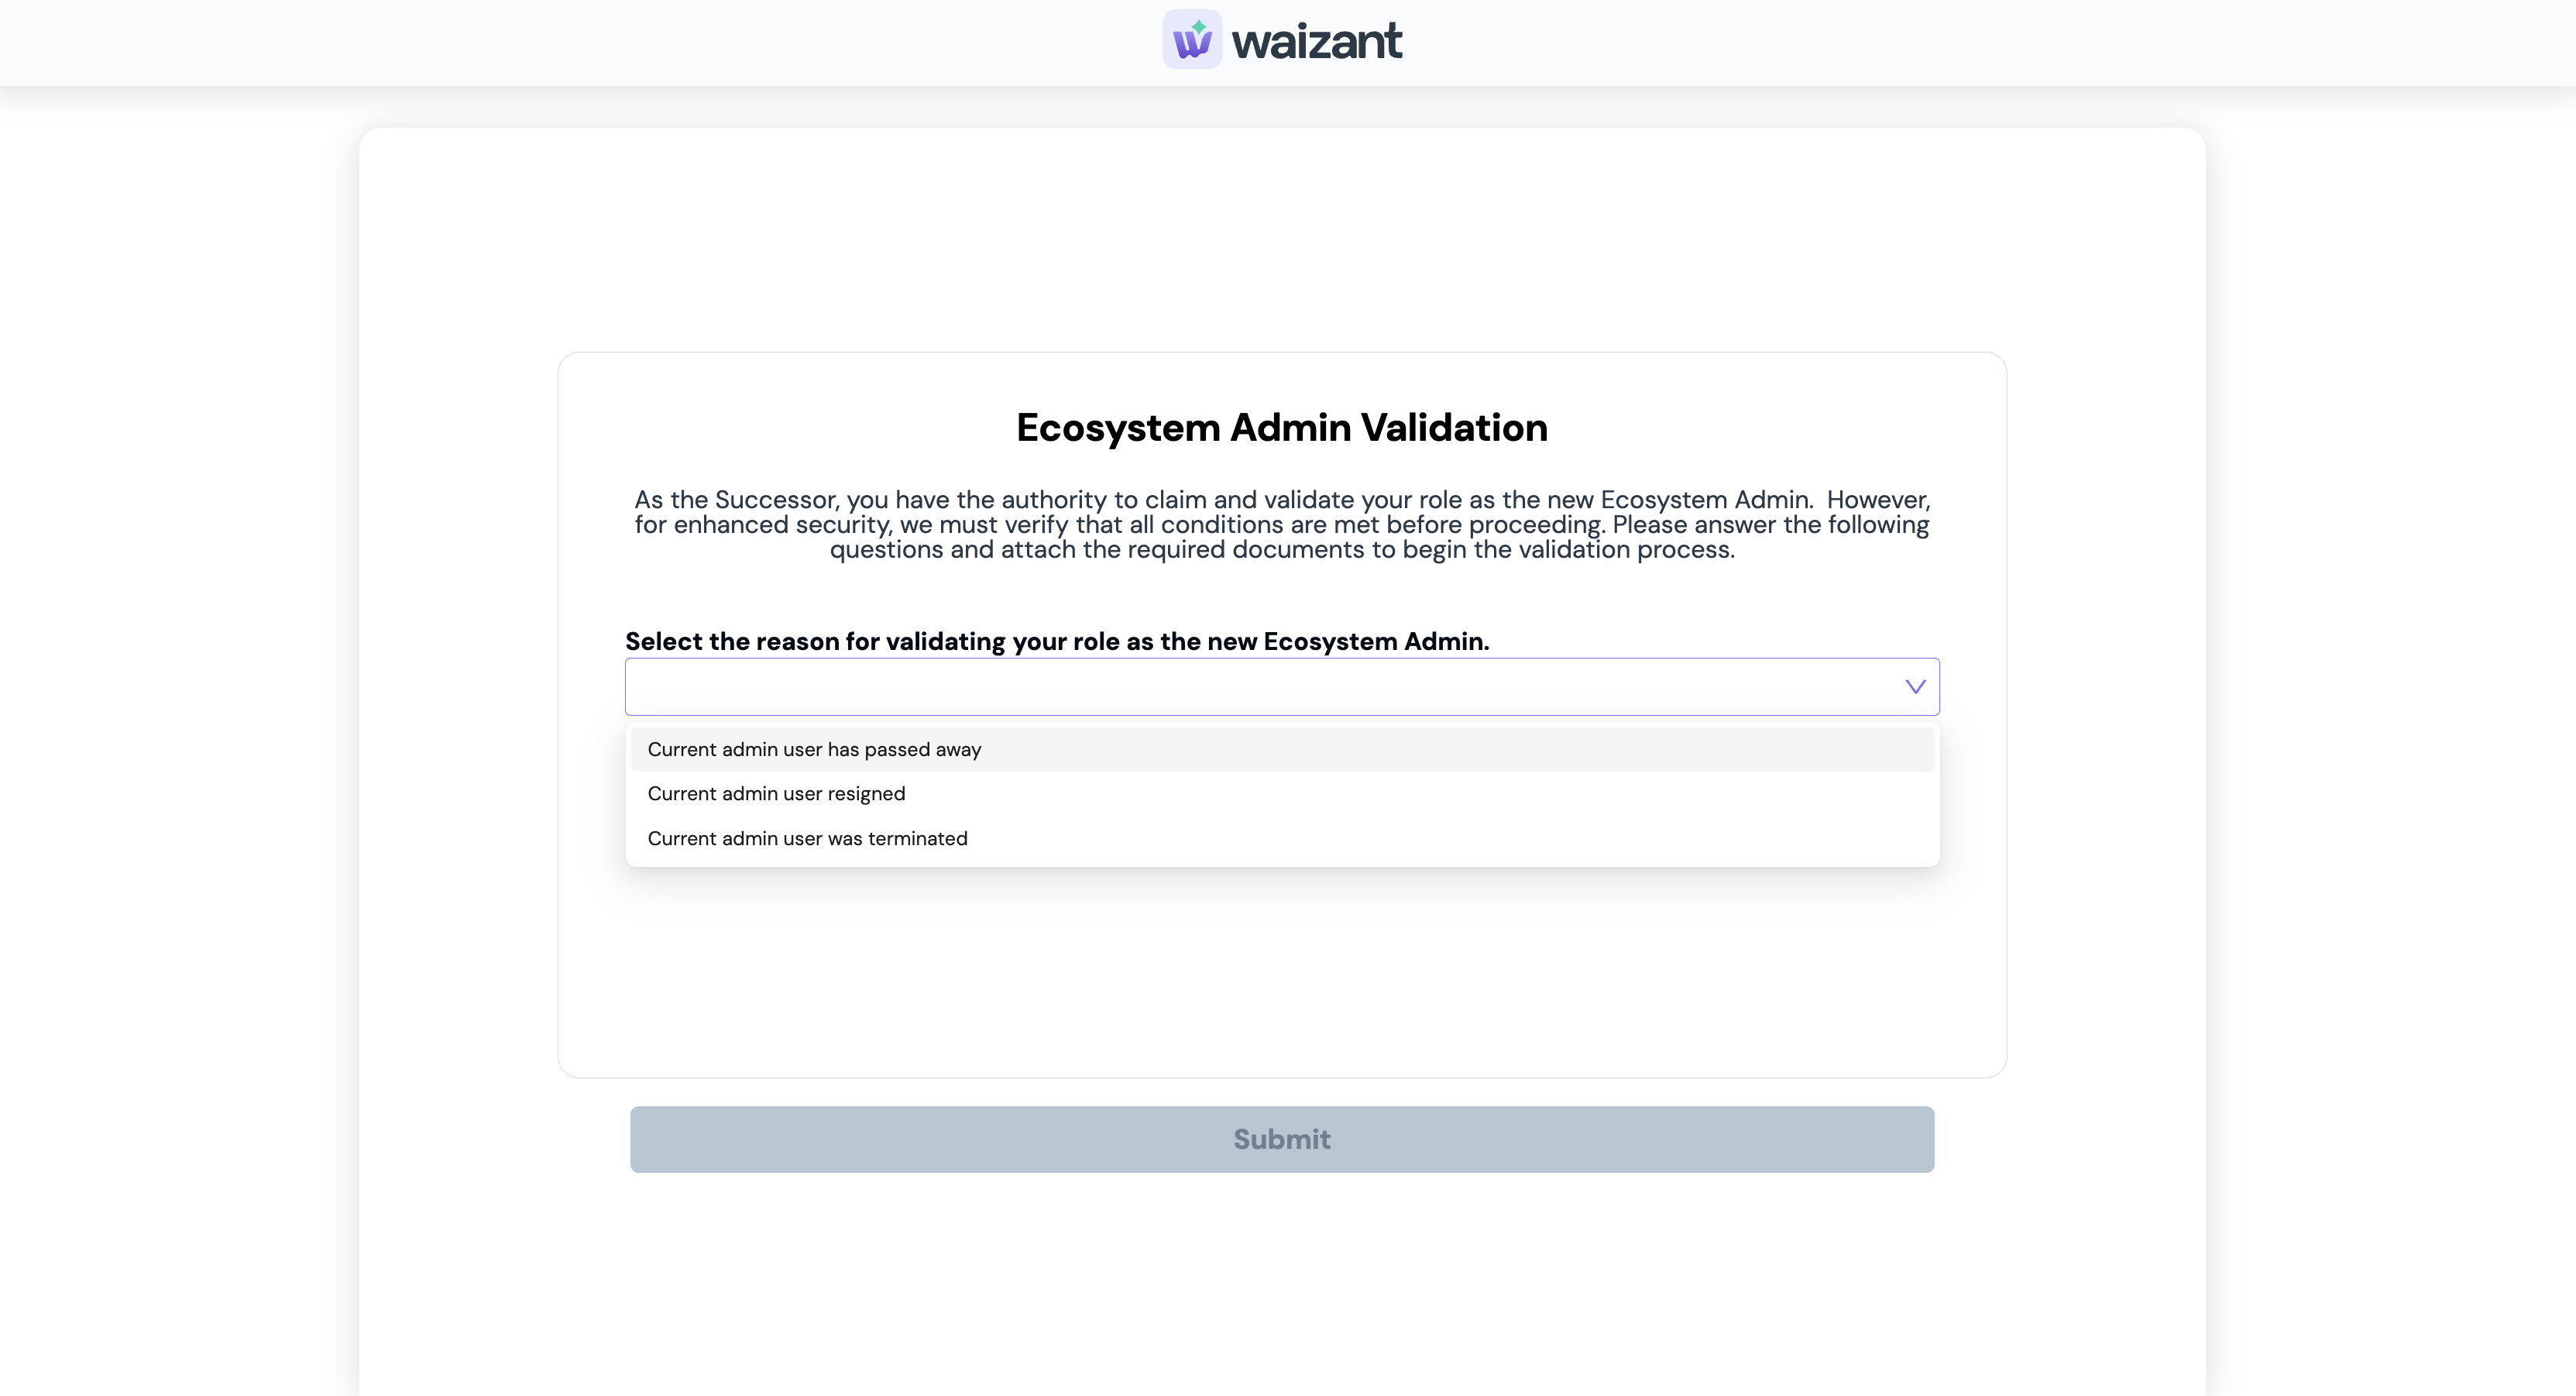 waizant
Ecosystem Admin Validation
As the Successor, you have the authority to claim and validate your role as the new Ecosystem Admin.  However,
for enhanced security, we must verify that all conditions are met before proceeding. Please answer the following
questions and attach the required documents to begin the validation process.
Select the reason for validating your role as the new Ecosystem Admin.
Current admin user has passed away
Current admin user resigned
Current admin user was terminated
Submit